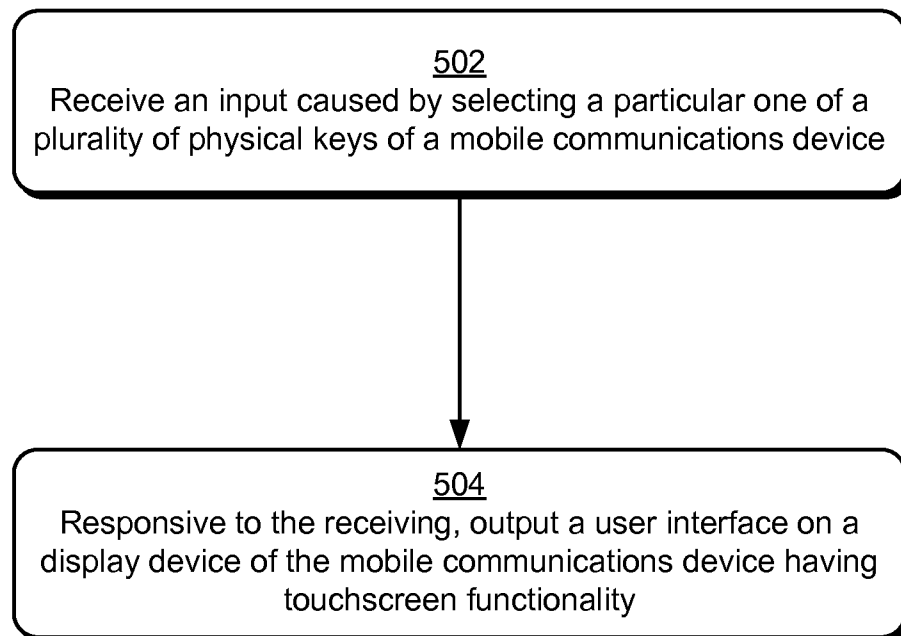 502
Receive an input caused by selecting a particular one of a
plurality of physical keys of a mobile communications device
504
Responsive to the receiving, output a user interface on a
display device of the mobile communications device having
touchscreen functionality